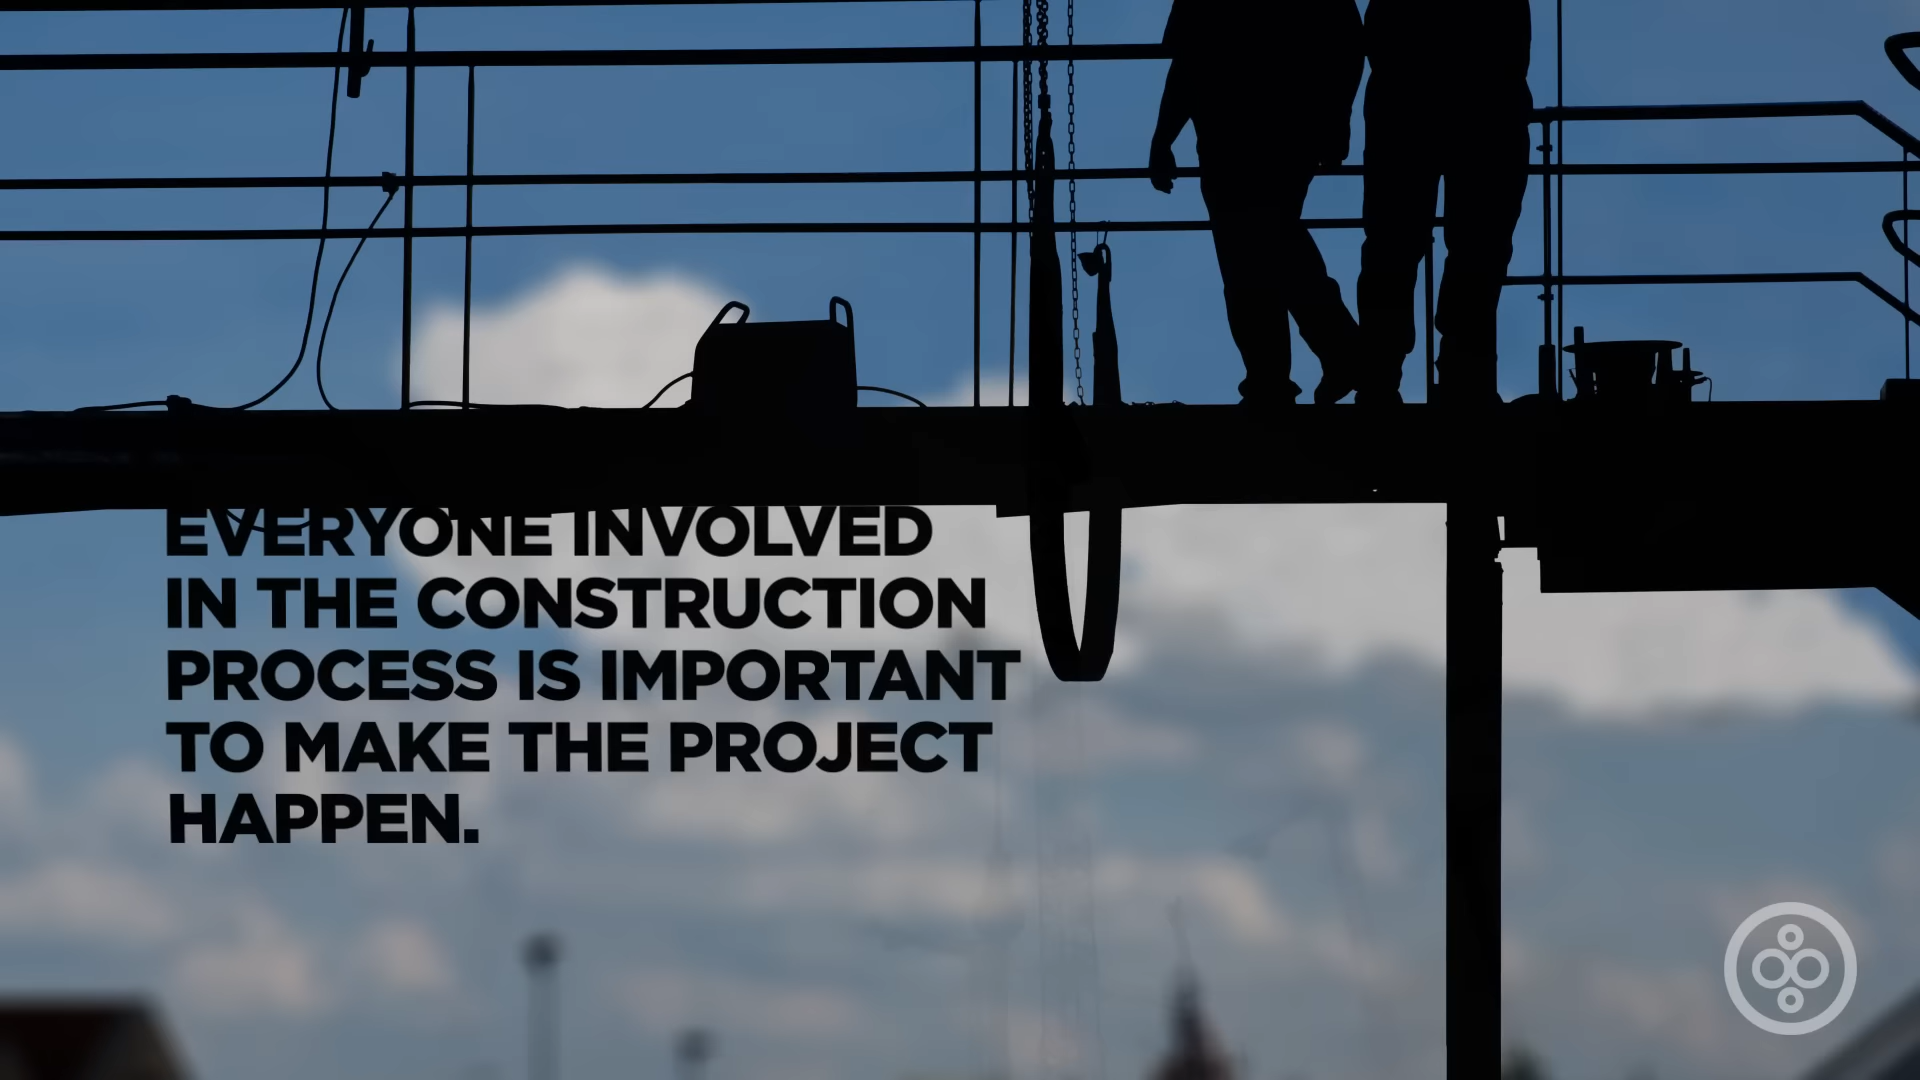 EVERYONE INVOLVED
IN THE CONSTRUCTION
PROCESS IS IMPORTANT
TO MAKE THE PROJECT
HAPPEN.